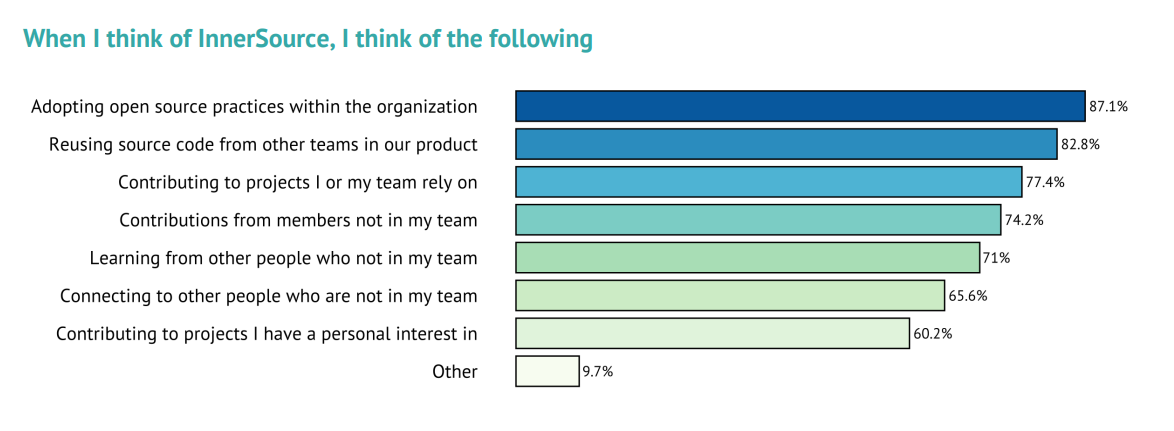 When I think of InnerSource, I think of the following
Adopting open source practices within the organization 87.1%
Reusing source code from other teams in our product 82.8%
Contributing to projects I or my team rely on 77.4%
Contributions from members not in my team 74.2%
Learning from other people who not in my team 71%
Connecting to other people who are not in my team 65.6%
Contributing to projects I have a personal interest in 60.2%
Other 9.7%